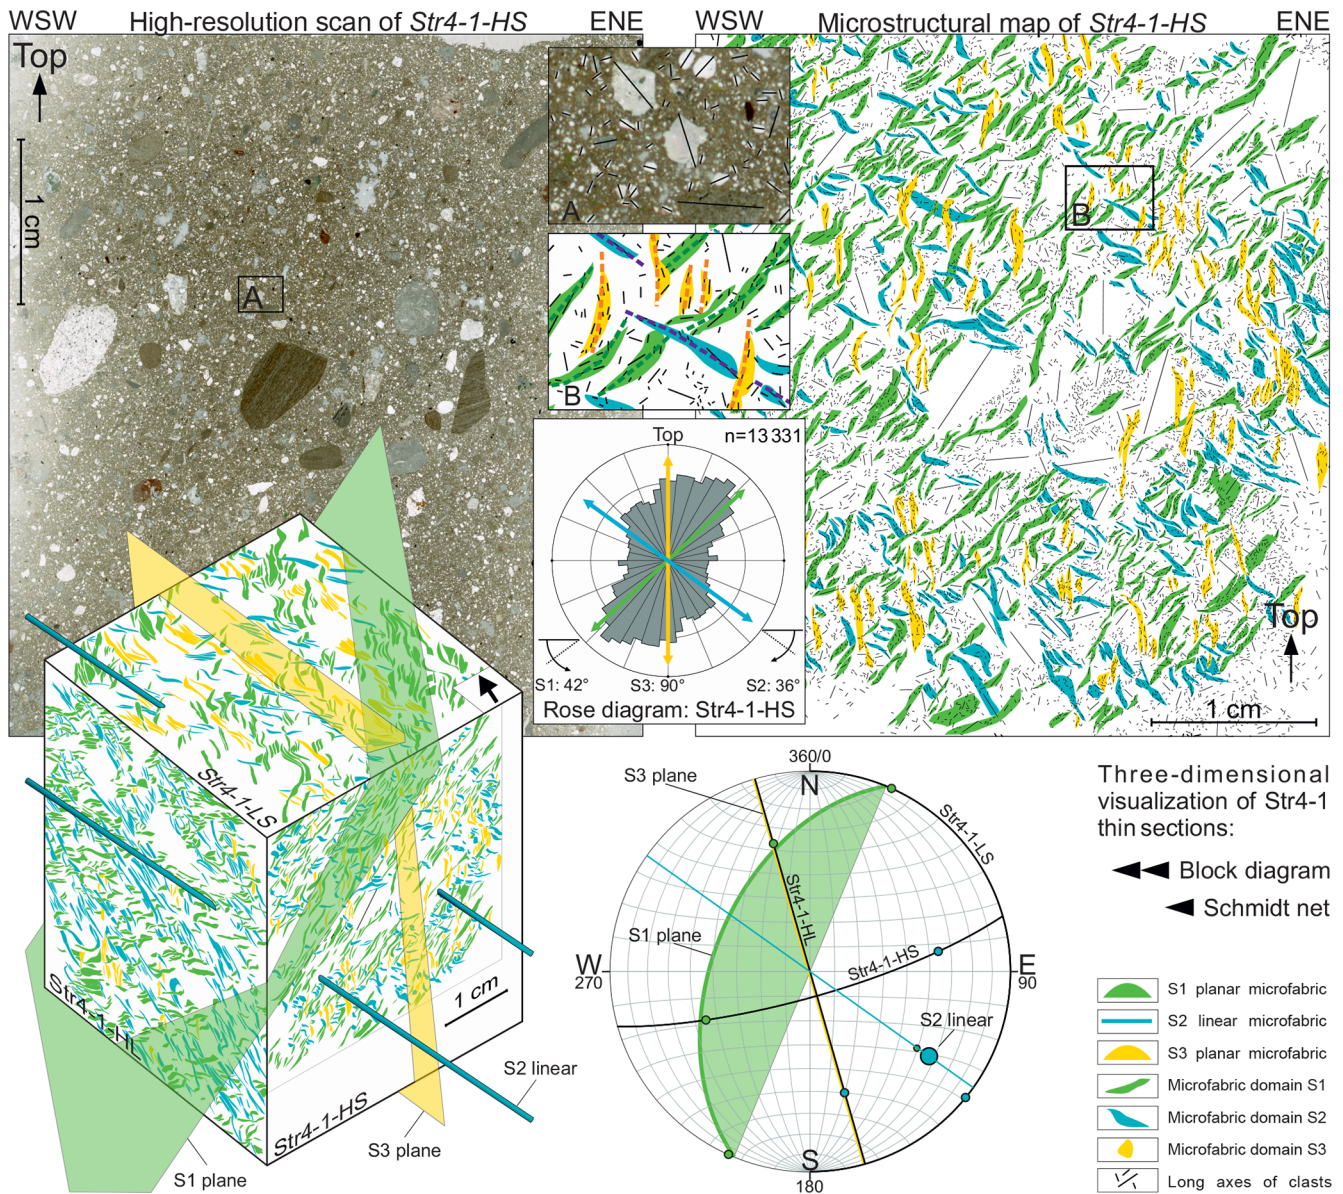 WSW High-resolution scan of Str4-1-HS ENE
WSW Microstructural map of Str4-1-HS ENE
Top
1 cm
A
A
B
B
Top
n=13 331
S1: 42° S3: 90° S2: 36°
Rose diagram: Str4-1-HS
Top
1 cm
Str4-1-LS
Str4-1-HL
Str4-1-HS
1 cm
S2 linear
S3 plane
S1 plane
360/0
N
S3 plane
Str4-1-LS
Str4-1-HL
S1 plane
Str4-1-HS
W
270
E
90
S2 linear
S
180
Three-dimensional
visualization of Str4-1
thin sections:
Block diagram
Schmidt net
S1 planar microfabric
S2 linear microfabric
S3 planar microfabric
Microfabric domain S1
Microfabric domain S2
Microfabric domain S3
Long axes of clasts